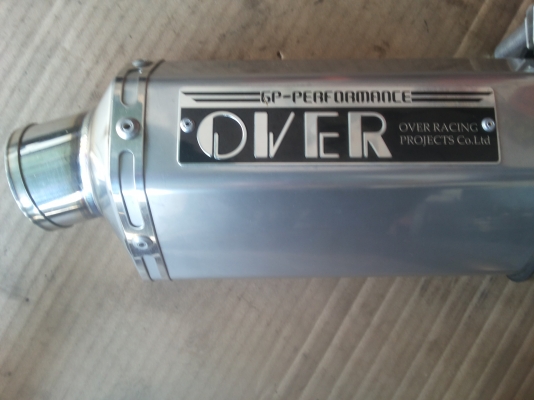 GP-PERFORMANCE
OVER
OVER RACING
PROJECTS Co.Ltd